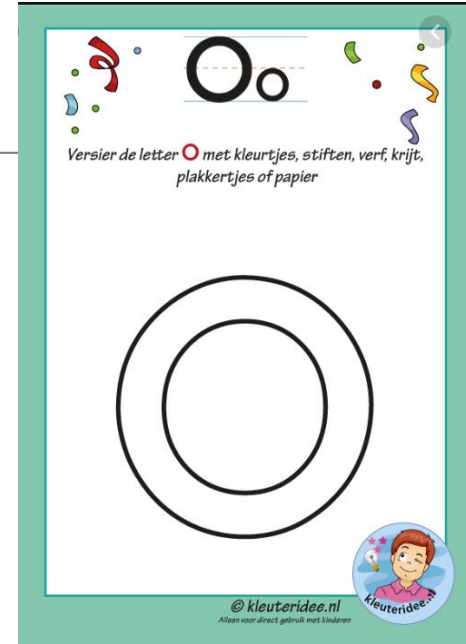 Oo
Versier de letter O met kleurtjes, stiften, verf, krijt,
plakkertjes of papier
O
© kleuteridee.nl
Alleen voor direct gebruik met kinderen
kleuteridee.nl